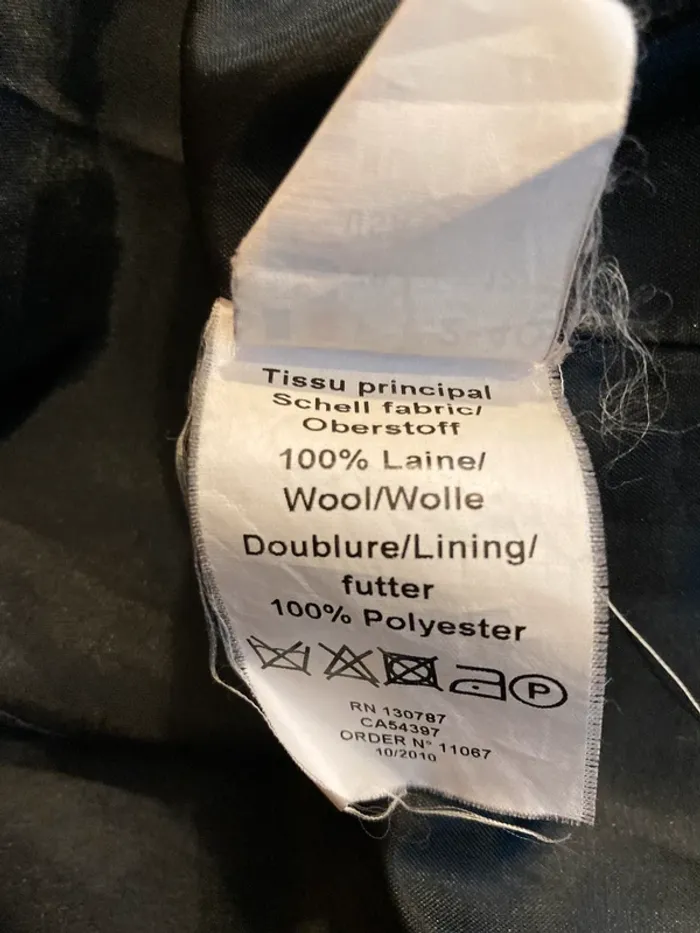 Tissu principal
Schell fabric/
Oberstoff
100% Laine/
Wool/Wolle
Doublure/Lining/
futter
100% Polyester
P
RN 130787
CA54397
ORDER N° 11067
10/2010